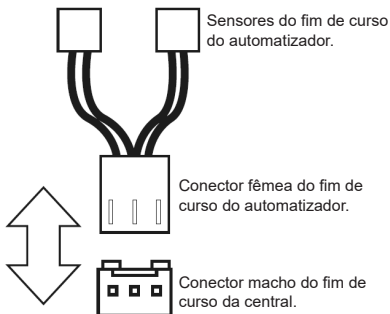 Sensores do fim de curso
do automatizador.
Conector fêmea do fim de
curso do automatizador.
Conector macho do fim de
curso da central.